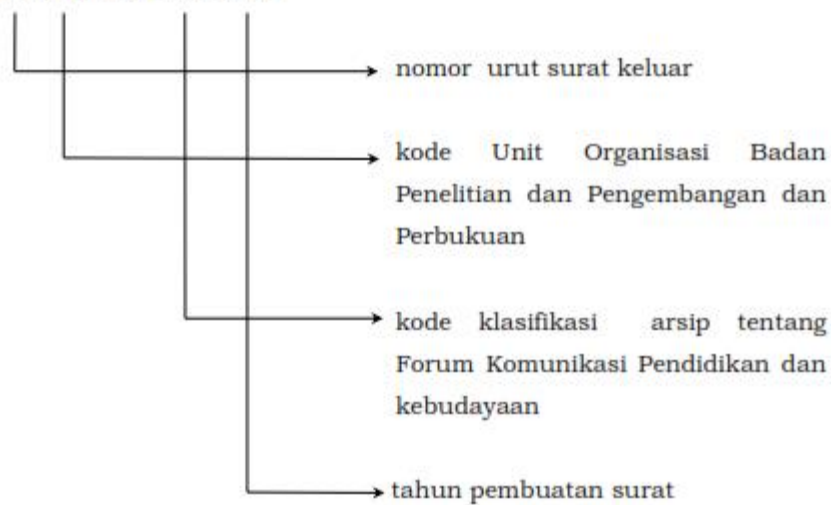 nomor urut surat keluar
kode Unit Organisasi Badan
Penelitian dan Pengembangan dan
Perbukuan
kode klasifikasi arsip tentang
Forum Komunikasi Pendidikan dan
kebudayaan
tahun pembuatan surat